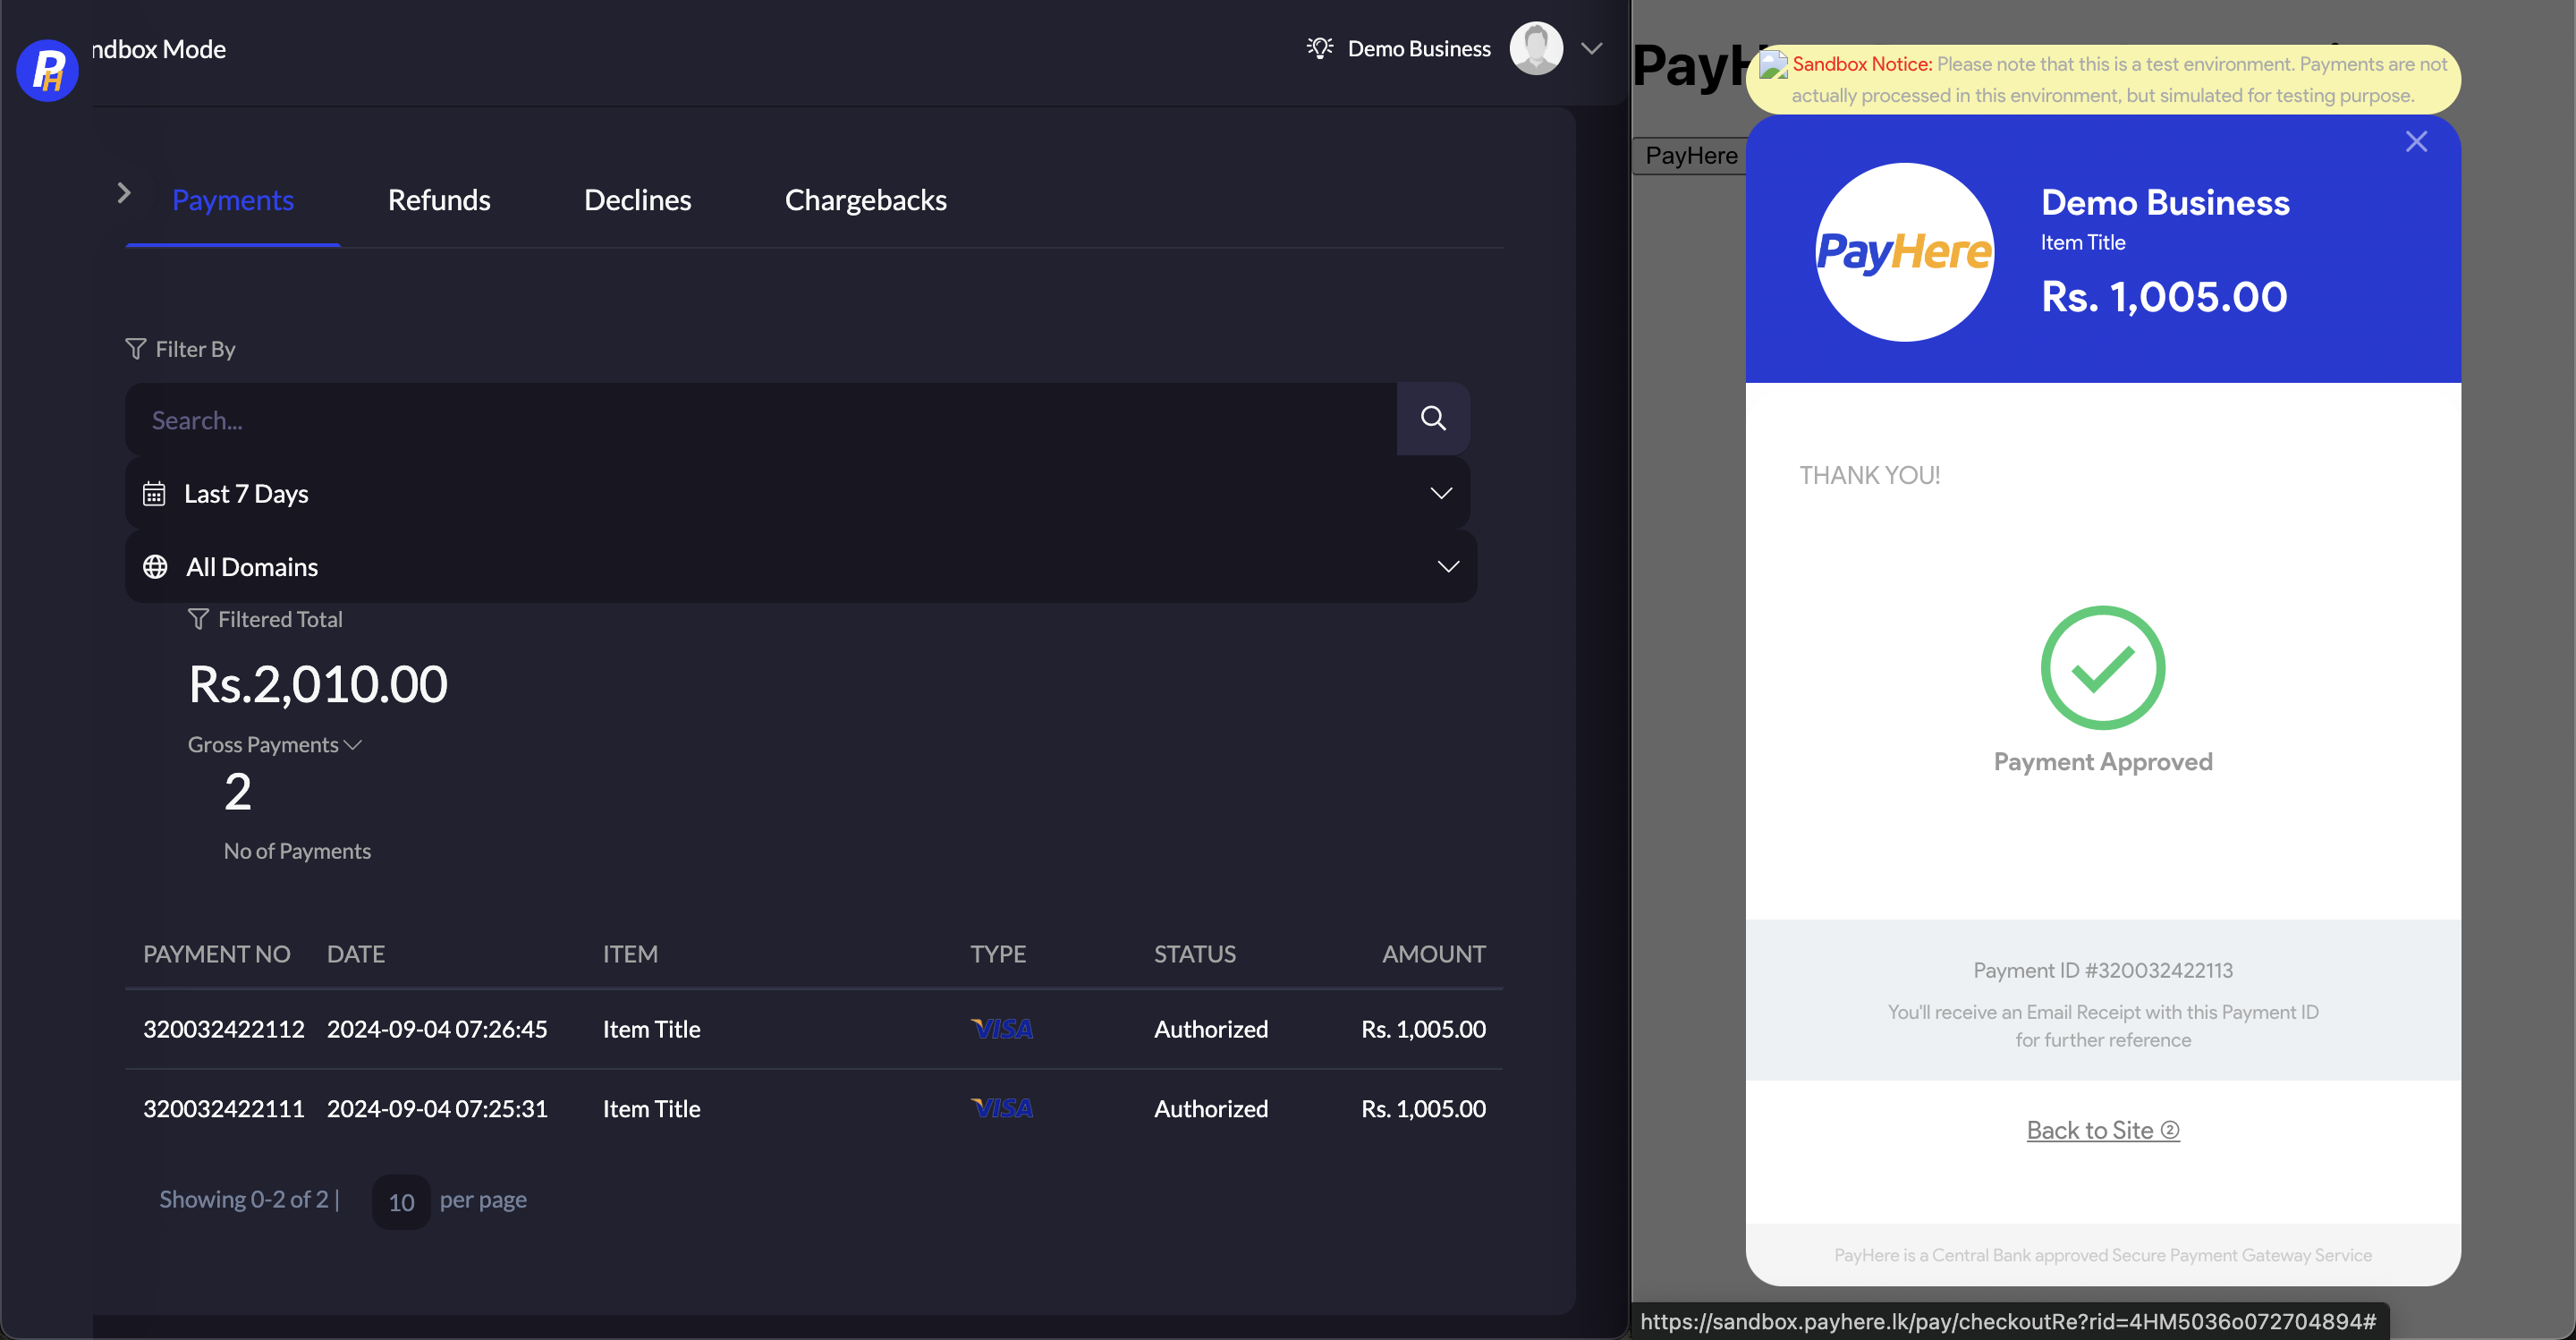 PH
ndbox Mode
Demo Business
Payments
Refunds
Declines
Chargebacks
Filter By
Search...
Last 7 Days
All Domains
Filtered Total
Rs.2,010.00
Gross Payments
2
No of Payments
PAYMENT NO DATE ITEM TYPE STATUS AMOUNT
320032422112 2024-09-04 07:26:45 Item Title VISA Authorized Rs. 1,005.00
320032422111 2024-09-04 07:25:31 Item Title VISA Authorized Rs. 1,005.00
Showing 0-2 of 2 | 10 per page
PayH
PayHere
Sandbox Notice: Please note that this is a test environment. Payments are not
actually processed in this environment, but simulated for testing purpose.
PayHere
Demo Business
Item Title
Rs. 1,005.00
THANK YOU!
Payment Approved
Payment ID #320032422113
You'll receive an Email Receipt with this Payment ID
for further reference
Back to Site ②
PayHere is a Central Bank approved Secure Payment Gateway Service
https://sandbox.payhere.lk/pay/checkoutRe?rid=4HM5036o072704894#